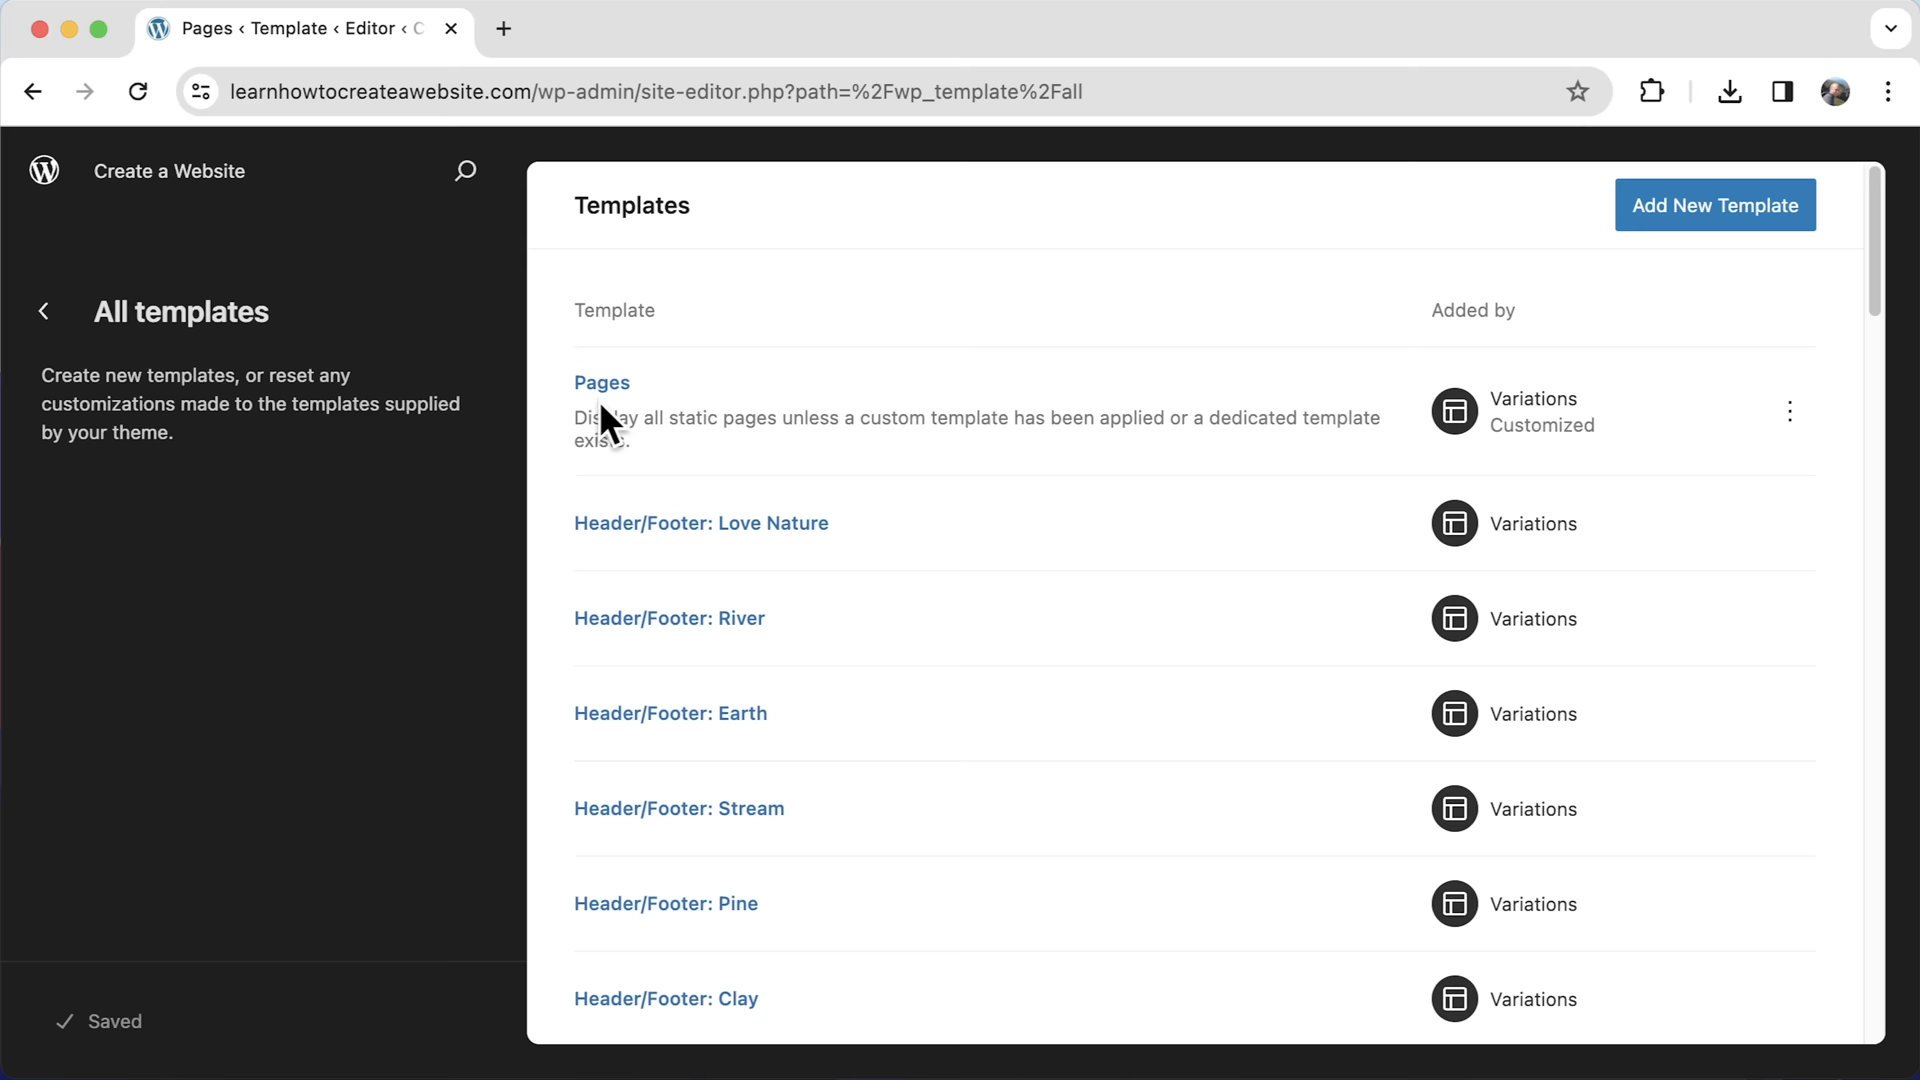 Pages ‹ Template ‹ Editor ‹ C
learnhowtocreateawebsite.com/wp-admin/site-editor.php?path=%2Fwp_template%2Fall
Create a Website
Templates
Add New Template
All templates
Create new templates, or reset any
customizations made to the templates supplied
by your theme.
Template
Added by
Pages
Display all static pages unless a custom template has been applied or a dedicated template
exists.
Variations
Customized
Header/Footer: Love Nature
Variations
Header/Footer: River
Variations
Header/Footer: Earth
Variations
Header/Footer: Stream
Variations
Header/Footer: Pine
Variations
Header/Footer: Clay
Variations
Saved